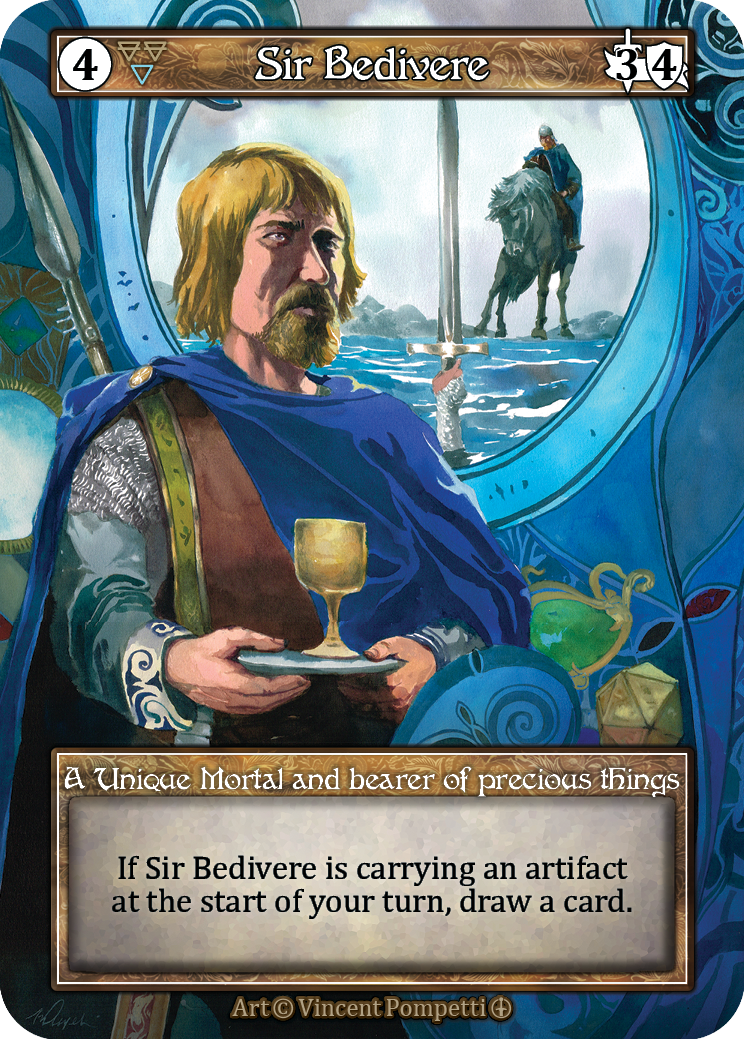 4 Sir Bedivere 3 4
A Unique Mortal and bearer of precious things
If Sir Bedivere is carrying an artifact
at the start of your turn, draw a card.
Art © Vincent Pompetti